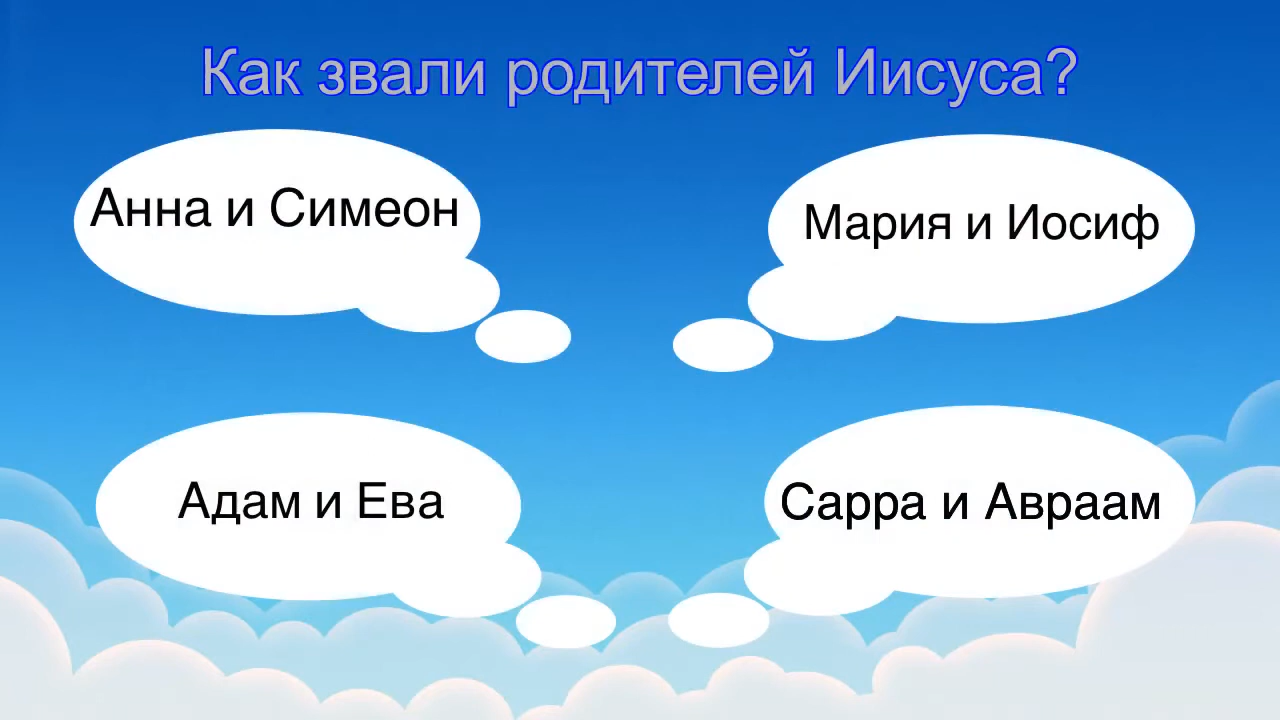 Как звали родителей Иисуса?
Анна и Симеон
Мария и Иосиф
Адам и Ева
Сарра и Авраам